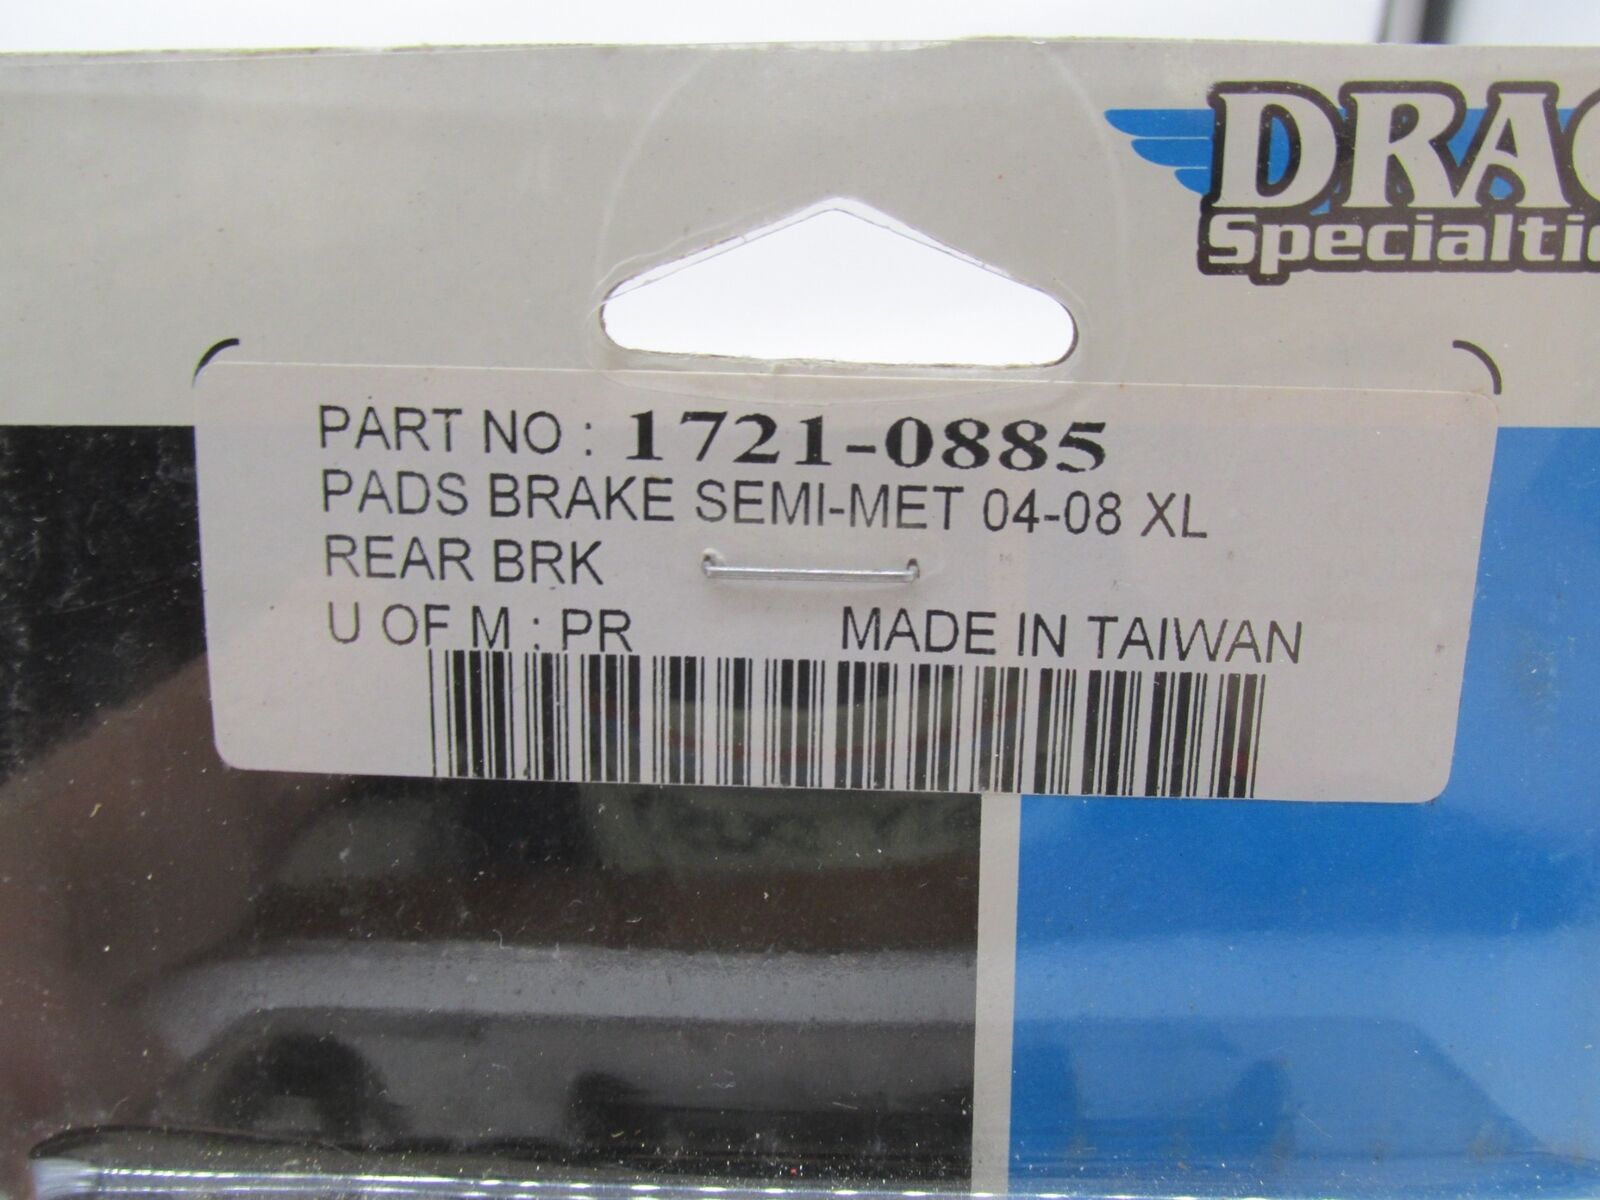 DRAG
Specialties
PART NO : 1721-0885
PADS BRAKE SEMI-MET 04-08 XL
REAR BRK
U OF M : PR MADE IN TAIWAN